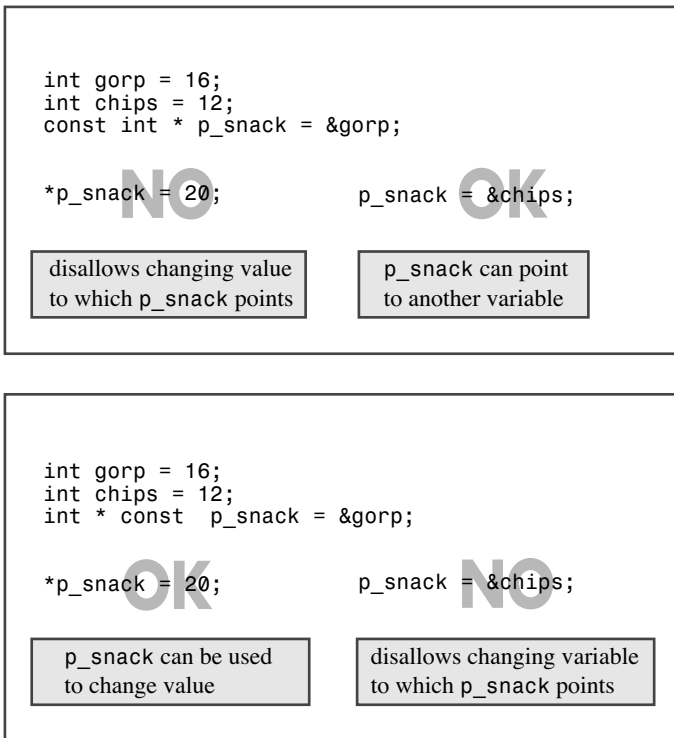 int gorp = 16;
int chips = 12;
const int * p_snack = &gorp;
*p_snack = 20;
NO
p_snack = &chips;
OK
disallows changing value
to which p_snack points
p_snack can point
to another variable
int gorp = 16;
int chips = 12;
int * const  p_snack = &gorp;
*p_snack = 20;
OK
p_snack = &chips;
NO
p_snack can be used
to change value
disallows changing variable
to which p_snack points